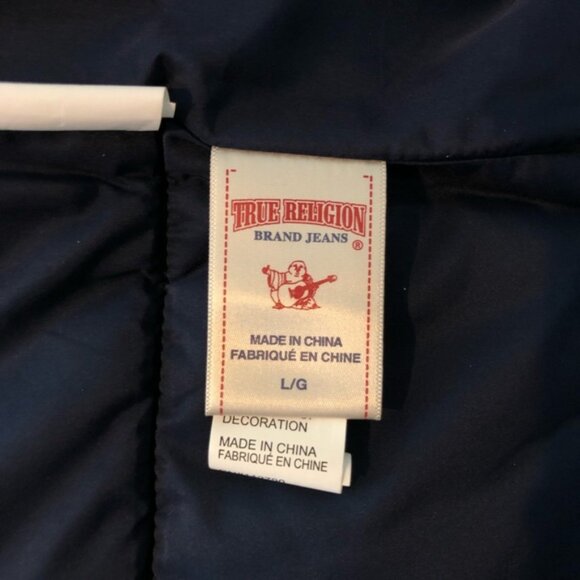 TRUE RELIGION
BRAND JEANS
®
MADE IN CHINA
FABRIQUÉ EN CHINE
L/G
DECORATION
MADE IN CHINA
FABRIQUÉ EN CHINE